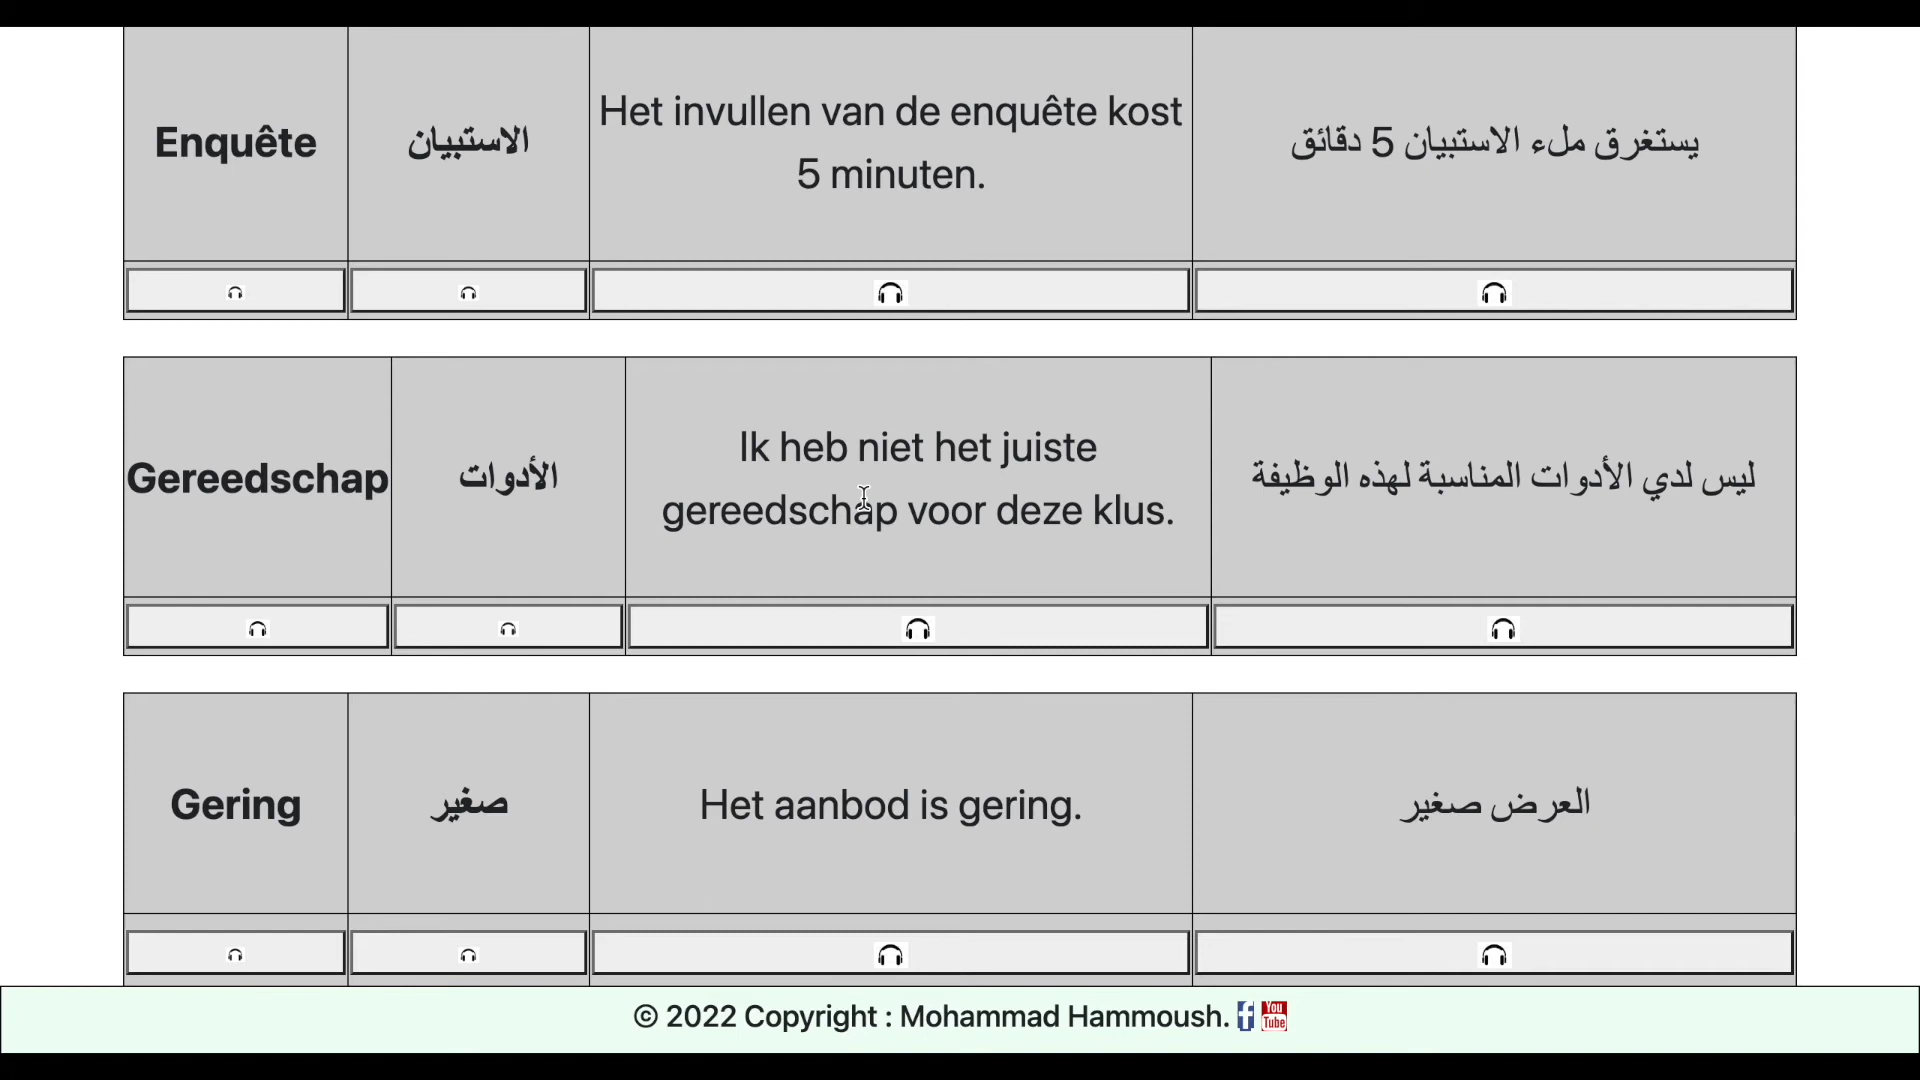 Enquête
الاستبيان
Het invullen van de enquête kost
5 minuten.
يستغرق ملء الاستبيان 5 دقائق
Gereedschap
الأدوات
Ik heb niet het juiste
gereedschap voor deze klus.
ليس لدي الأدوات المناسبة لهذه الوظيفة
Gering
صغير
Het aanbod is gering.
العرض صغير
© 2022 Copyright : Mohammad Hammoush.
You
Tube